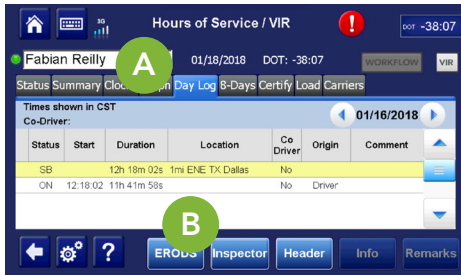 3G
Hours of Service / VIR
!
DOT -38:07
Fabian Reilly
A
01/18/2018 DOT: -38:07
WORKFLOW
VIR
Status Summary Day Log 8-Days Certify Load Carriers
Times shown in CST
Co-Driver:
01/16/2018
Status Start Duration Location Co Driver Origin Comment
SB 12h 18m 02s 1mi ENE TX Dallas No
ON 12:18:02 11h 41m 58s No Driver
B
?
ERODS Inspector Header Info Remarks